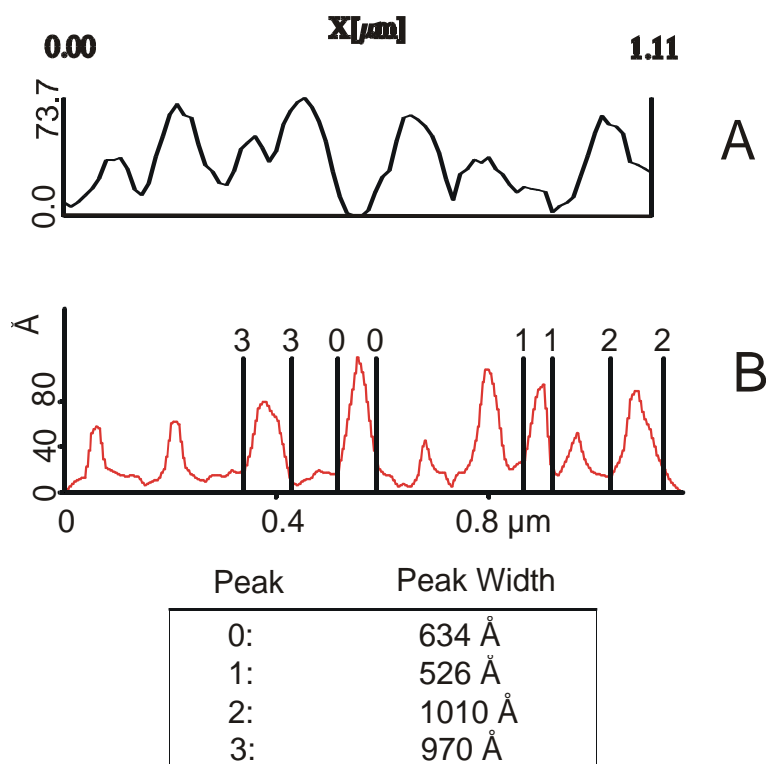 X[µm]
0.00 1.11
73.7
0.0
A
Å
3 3 0 0 1 1 2 2
B
80
40
0
0 0.4 0.8 µm
Peak Peak Width
0: 634 Å
1: 526 Å
2: 1010 Å
3: 970 Å